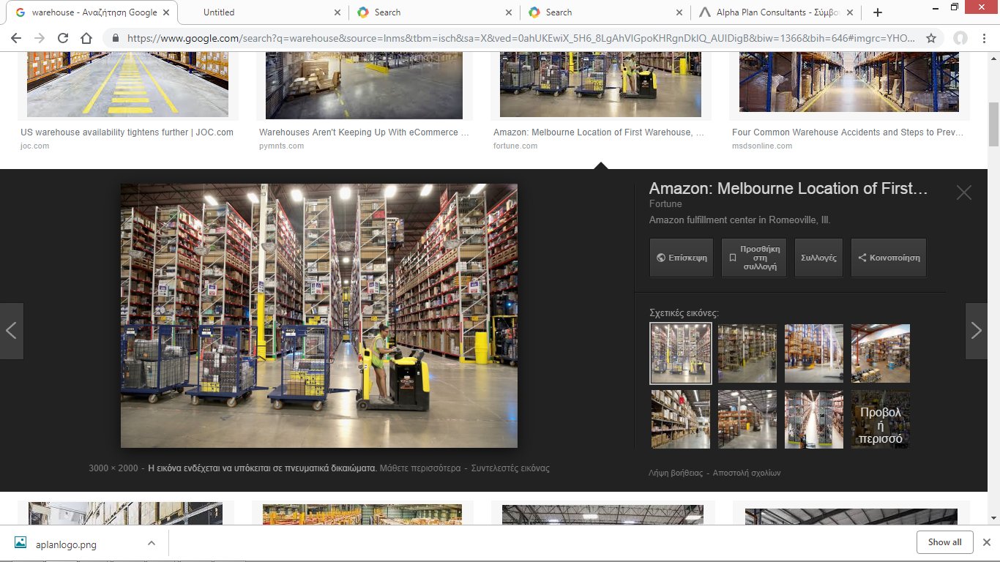 warehouse - Αναζήτηση Google
Untitled
Search
Search
Alpha Plan Consultants - Σύμβο
https://www.google.com/search?q=warehouse&source=lnms&tbm=isch&sa=X&ved=0ahUKEwiX_5H6_8LgAhVIGpoKHRgnDkIQ_AUIDigB&biw=1366&bih=646#imgrc=YHO...
US warehouse availability tightens further | JOC.com
joc.com
Warehouses Aren't Keeping Up With eCommerce ...
pymnts.com
Amazon: Melbourne Location of First Warehouse, ...
fortune.com
Four Common Warehouse Accidents and Steps to Prev...
msdsonline.com
Amazon: Melbourne Location of First...
Fortune
Amazon fulfillment center in Romeoville, Ill.
Επίσκεψη
Προσθήκη στη συλλογή
Συλλογές
Κοινοποίηση
Σχετικές εικόνες:
Προβολ
ή
περισσό
3000 × 2000 - Η εικόνα ενδέχεται να υπόκειται σε πνευματικά δικαιώματα. Μάθετε περισσότερα - Συντελεστές εικόνας
Λήψη βοήθειας - Αποστολή σχολίων
aplanlogo.png
Show all